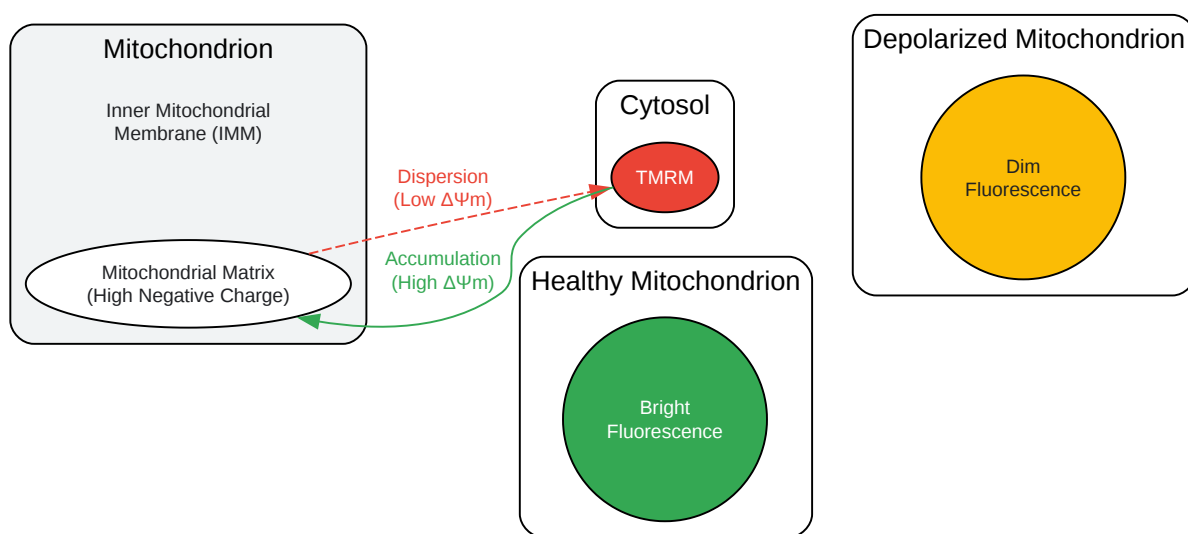 Mitochondrion
Inner Mitochondrial
Membrane (IMM)
Mitochondrial Matrix
(High Negative Charge)
Dispersion
(Low ΔΨm)
Accumulation
(High ΔΨm)
Cytosol
TMRM
Healthy Mitochondrion
Bright
Fluorescence
Depolarized Mitochondrion
Dim
Fluorescence